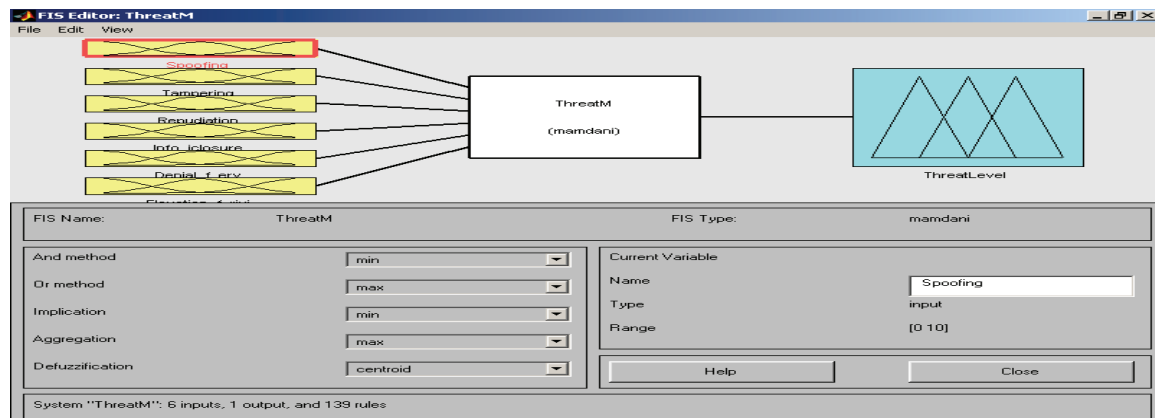 FIS Editor: ThreatM
File Edit View
Spoofing
Tampering
Repudiation
Info_iclosure
Denial_f_erv
ThreatM
(mamdani)
ThreatLevel
FIS Name: ThreatM
FIS Type: mamdani
And method min
Or method max
Implication min
Aggregation max
Defuzzification centroid
Current Variable
Name Spoofing
Type input
Range [0 10]
Help
Close
System "ThreatM": 6 inputs, 1 output, and 139 rules